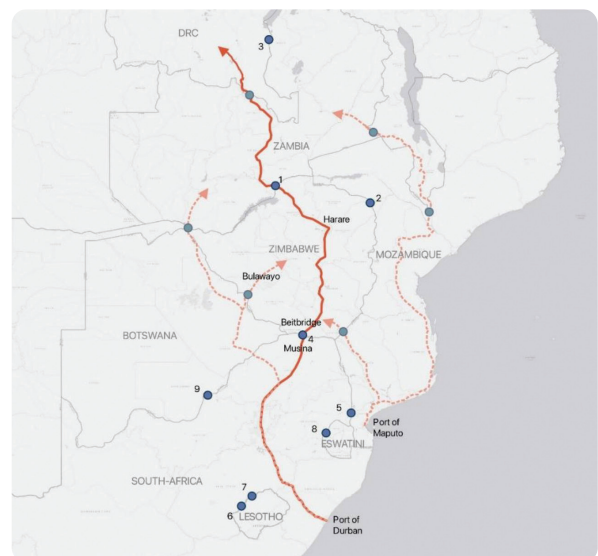 DRC
3
ZAMBIA
1
2
Harare
ZIMBABWE
MOZAMBIQUE
Bulawayo
Beitbridge
4
Musina
BOTSWANA
9
5
Port of
Maputo
8
ESWATINI
SOUTH-AFRICA
7
6
LESOTHO
Port of
Durban